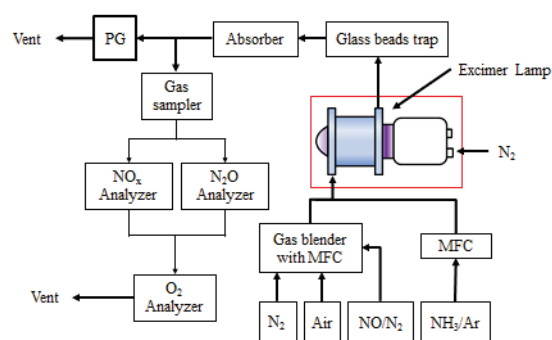 Vent
PG
Absorber
Glass beads trap
Excimer Lamp
Gas
sampler
N₂
NOₓ
Analyzer
N₂O
Analyzer
Gas blender
with MFC
MFC
Vent
O₂
Analyzer
N₂
Air
NO/N₂
NH₃/Ar